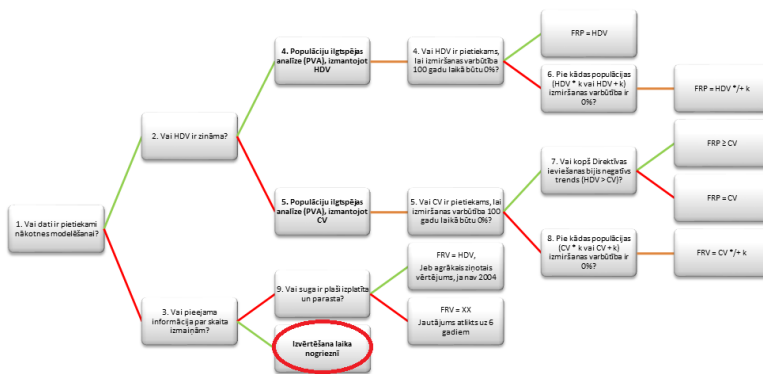 1. Vai dati ir pietiekami
nākotnes modelēšanai?
2. Vai HDV ir zināma?
3. Vai pieejama
informācija par skaita
izmaiņām?
4. Populāciju ilgtspējas
analīze (PVA), izmantojot
HDV
5. Populāciju ilgtspējas
analīze (PVA), izmantojot
CV
9. Vai suga ir plaši izplatīta
un parasta?
Izvērtēšana laika
nogrieznī
4. Vai HDV ir pietiekams,
lai izmiršanas varbūtība
100 gadu laikā būtu 0%?
5. Vai CV ir pietiekams, lai
izmiršanas varbūtība 100
gadu laikā būtu 0%?
FRV = HDV,
Jeb agrākais ziņotais
vērtējums, ja nav 2004
FRV = XX
Jautājums atlikts uz 6
gadiem
FRP = HDV
6. Pie kādas populācijas
(HDV * k vai HDV + k)
izmiršanas varbūtība ir
0%?
7. Vai kopš Direktīvas
ieviešanas bijis negatīvs
trends (HDV > CV)?
8. Pie kādas populācijas
(CV * k vai CV + k)
izmiršanas varbūtība ir
0%?
FRP = HDV */+ k
FRP ≥ CV
FRP = CV
FRV = CV */+ k